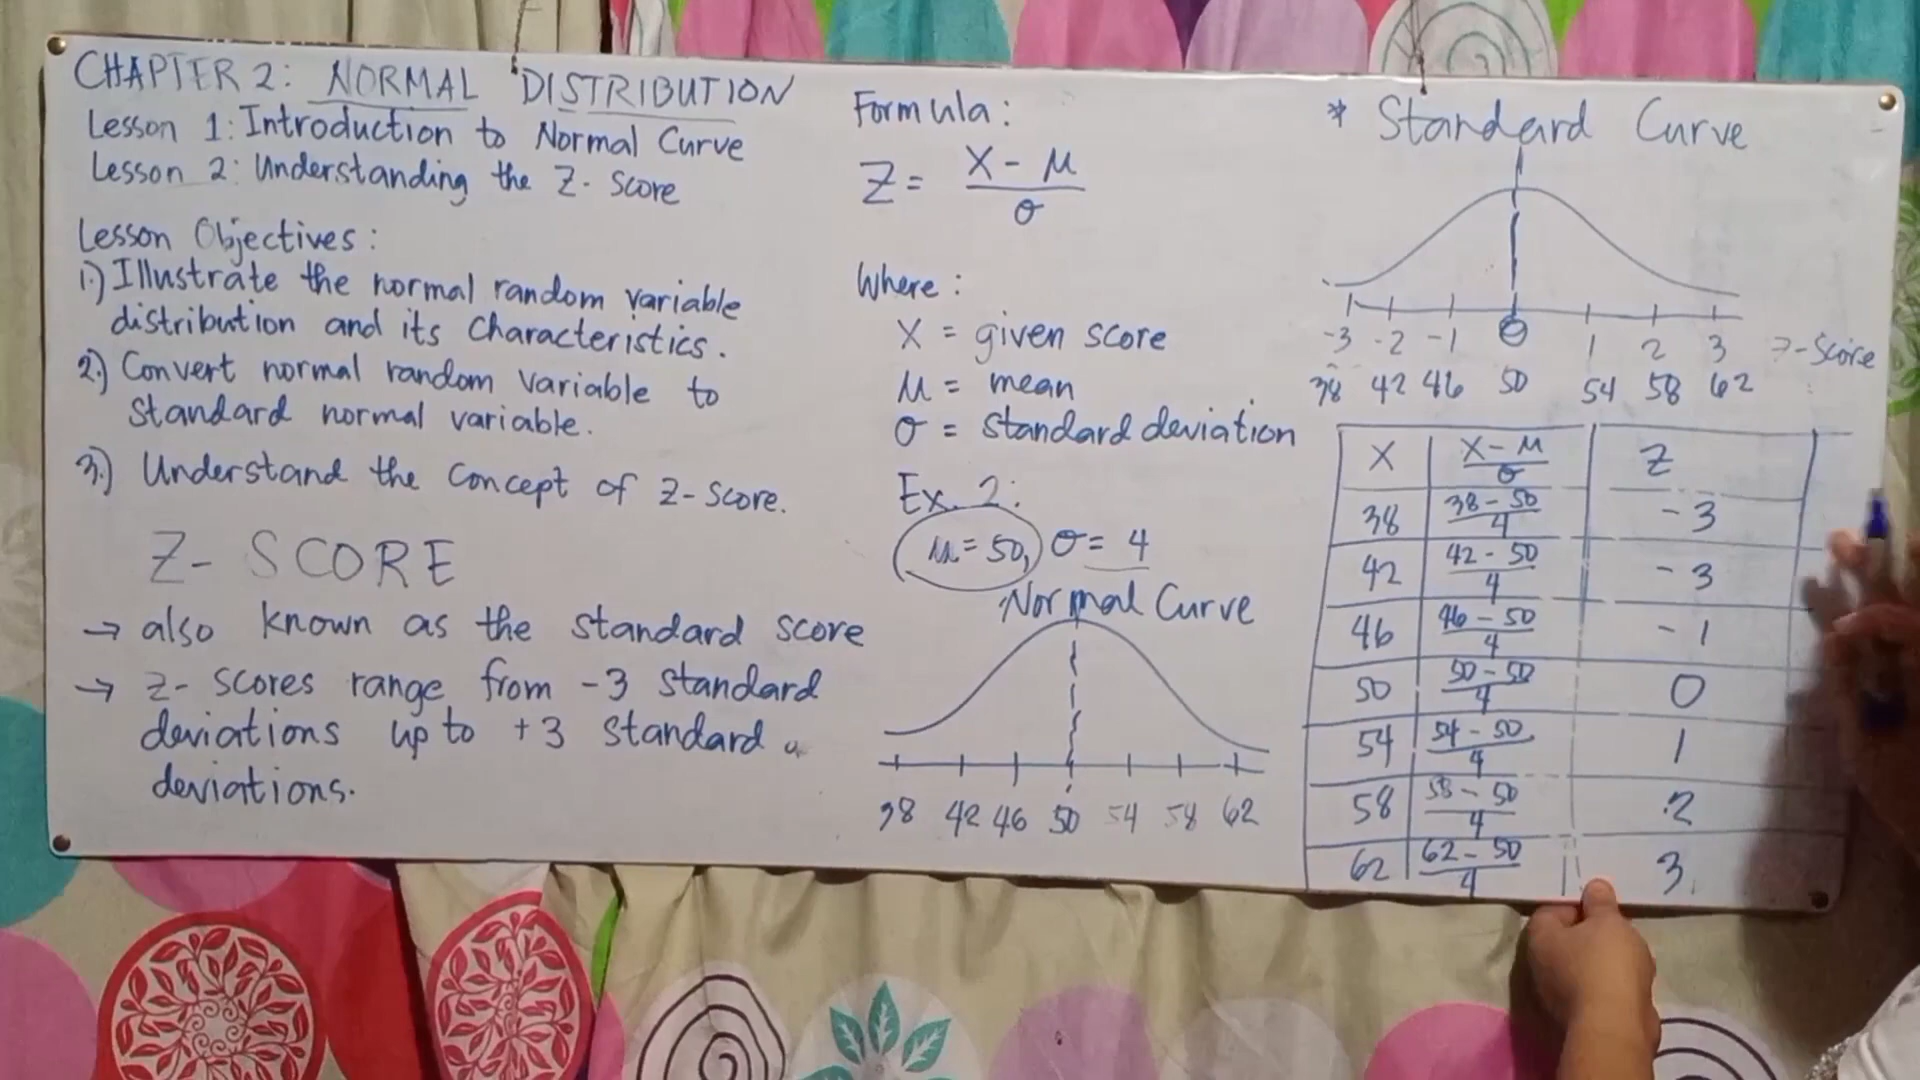 CHAPTER 2: NORMAL DISTRIBUTION
Lesson 1: Introduction to Normal Curve
Lesson 2: Understanding the Z-Score
Lesson Objectives:
1.) Illustrate the normal random variable
distribution and its characteristics.
2.) Convert normal random variable to
standard normal variable.
3.) Understand the concept of z-score.
Z-SCORE
→ also known as the standard score
→ z-scores range from -3 standard
deviations up to +3 standard
deviations.
Formula:
Z = X - μ
σ
Where:
X = given score
μ = mean
σ = standard deviation
Ex. 2:
μ = 50, σ = 4
Normal Curve
38 42 46 50 54 58 62
* Standard Curve
-3 -2 -1 0 1 2 3 z-score
38 42 46 50 54 58 62
X X-μ Z
σ
38 38-50 -3
4
42 42-50 -3
4
46 46-50 -1
4
50 50-50 0
4
54 54-50 1
4
58 58-50 2
4
62 62-50 3
4